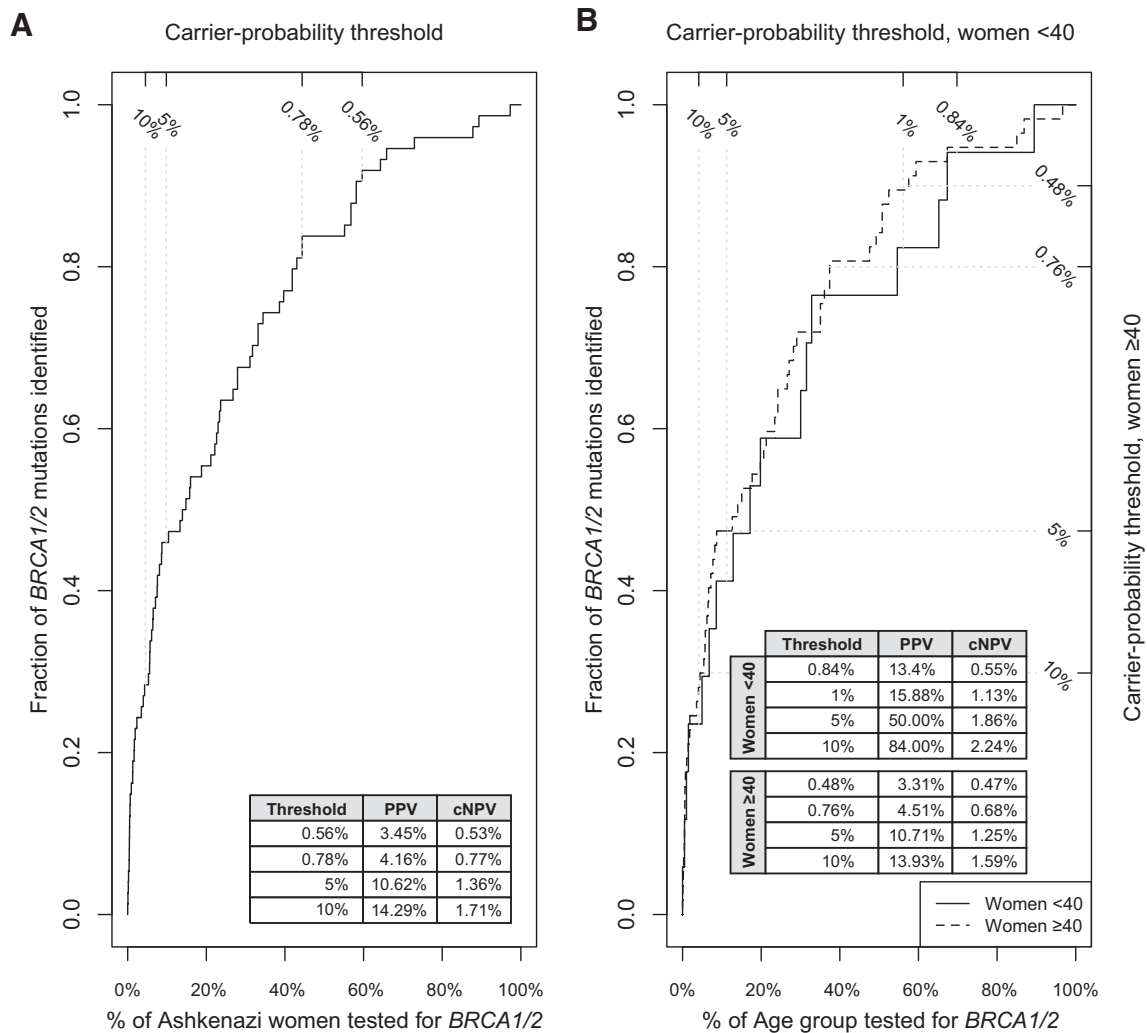 A
Carrier-probability threshold
10%
5%
0.78%
0.56%
Fraction of BRCA1/2 mutations identified
1.0
0.8
0.6
0.4
0.2
0.0
Threshold PPV cNPV
0.56% 3.45% 0.53%
0.78% 4.16% 0.77%
5% 10.62% 1.36%
10% 14.29% 1.71%
0% 20% 40% 60% 80% 100%
% of Ashkenazi women tested for BRCA1/2
B
Carrier-probability threshold, women <40
10%
5%
1%
0.84%
0.48%
0.76%
5%
10%
Carrier-probability threshold, women ≥40
Fraction of BRCA1/2 mutations identified
1.0
0.8
0.6
0.4
0.2
0.0
Threshold PPV cNPV
Women <40
0.84% 13.4% 0.55%
1% 15.88% 1.13%
5% 50.00% 1.86%
10% 84.00% 2.24%
Women ≥40
0.48% 3.31% 0.47%
0.76% 4.51% 0.68%
5% 10.71% 1.25%
10% 13.93% 1.59%
Women <40
Women ≥40
0% 20% 40% 60% 80% 100%
% of Age group tested for BRCA1/2